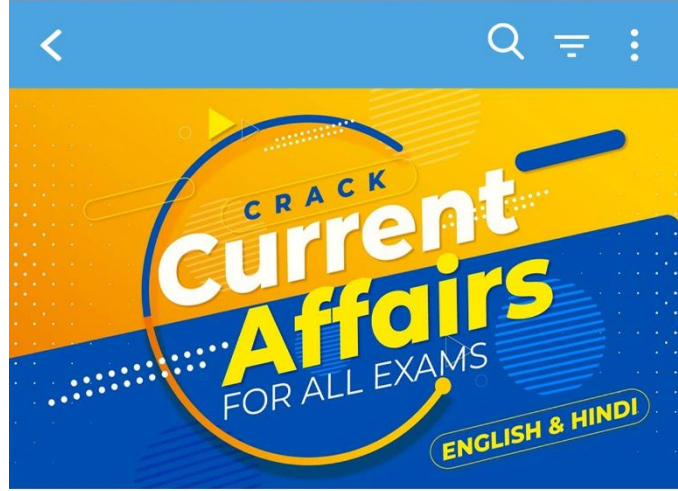 CRACK
Current
Affairs
FOR ALL EXAMS
ENGLISH & HINDI